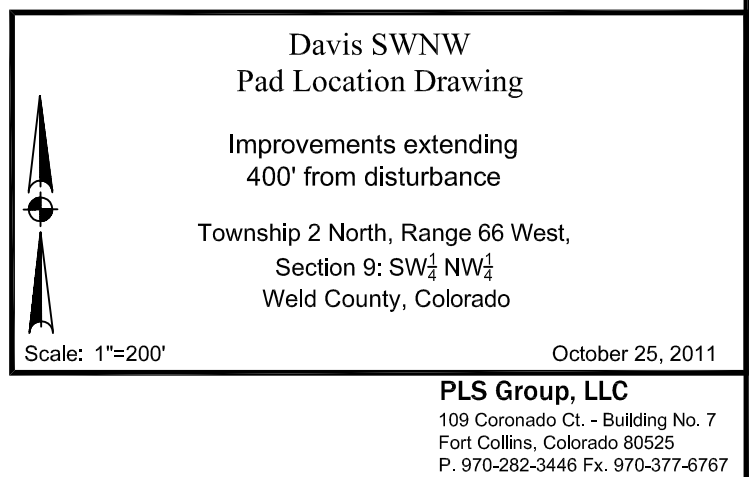 Davis SWNW
Pad Location Drawing
Improvements extending
400' from disturbance
Township 2 North, Range 66 West,
Section 9: SW¼ NW¼
Weld County, Colorado
Scale: 1"=200' October 25, 2011
PLS Group, LLC
109 Coronado Ct. - Building No. 7
Fort Collins, Colorado 80525
P. 970-282-3446 Fx. 970-377-6767